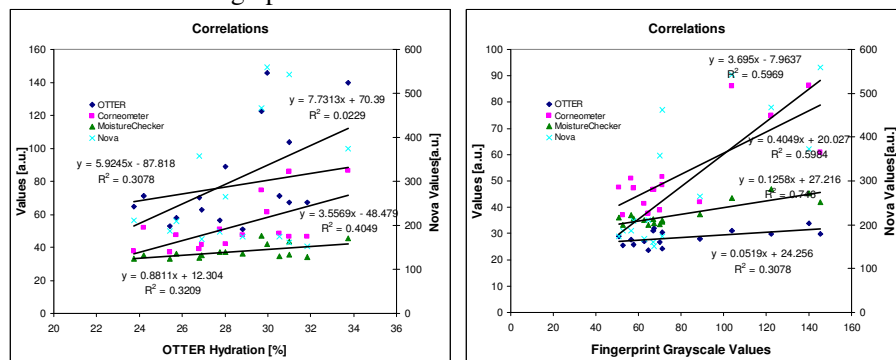 Correlations
160
140
120
100
80
60
40
20
0
600
500
400
300
200
100
0
20 22 24 26 28 30 32 34 36
Values [a.u.]
Nova Values[a.u.]
OTTER Hydration [%]
OTTER
Corneometer
MoistureChecker
Nova
y = 7.7313x + 70.39
R2 = 0.0229
y = 5.9245x - 87.818
R2 = 0.3078
y = 3.5569x - 48.479
R2 = 0.4049
y = 0.8811x + 12.304
R2 = 0.3209
Correlations
100
90
80
70
60
50
40
30
20
10
0
600
500
400
300
200
100
0
0 20 40 60 80 100 120 140 160
Values [a.u.]
Nova Values [a.u.]
Fingerprint Grayscale Values
OTTER
Corneometer
MoistureChecker
Nova
y = 3.695x - 7.9637
R2 = 0.5969
y = 0.4049x + 20.027
R2 = 0.5984
y = 0.1258x + 27.216
y = 0.0519x + 24.256
R2 = 0.3078